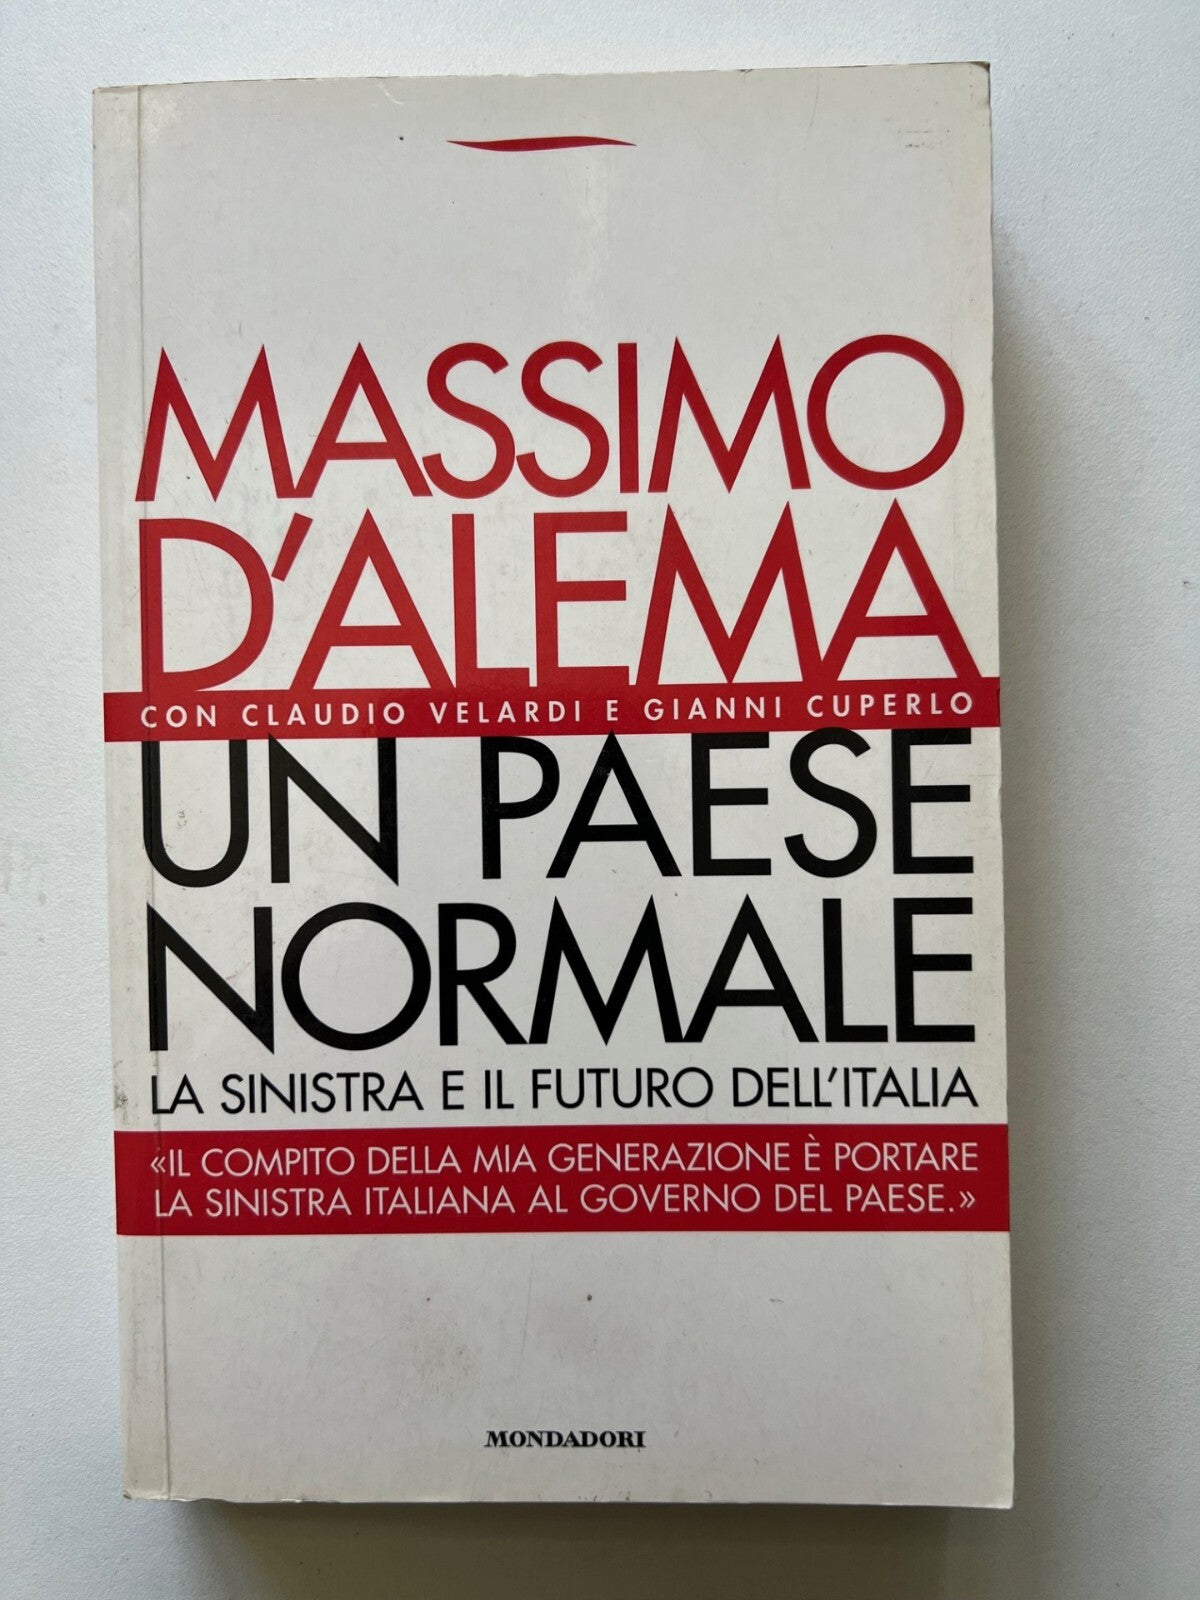 MASSIMO
D'ALEMA
CON CLAUDIO VELARDI E GIANNI CUPERLO
UN PAESE
NORMALE
LA SINISTRA E IL FUTURO DELL'ITALIA
«IL COMPITO DELLA MIA GENERAZIONE È PORTARE
LA SINISTRA ITALIANA AL GOVERNO DEL PAESE.»
MONDADORI